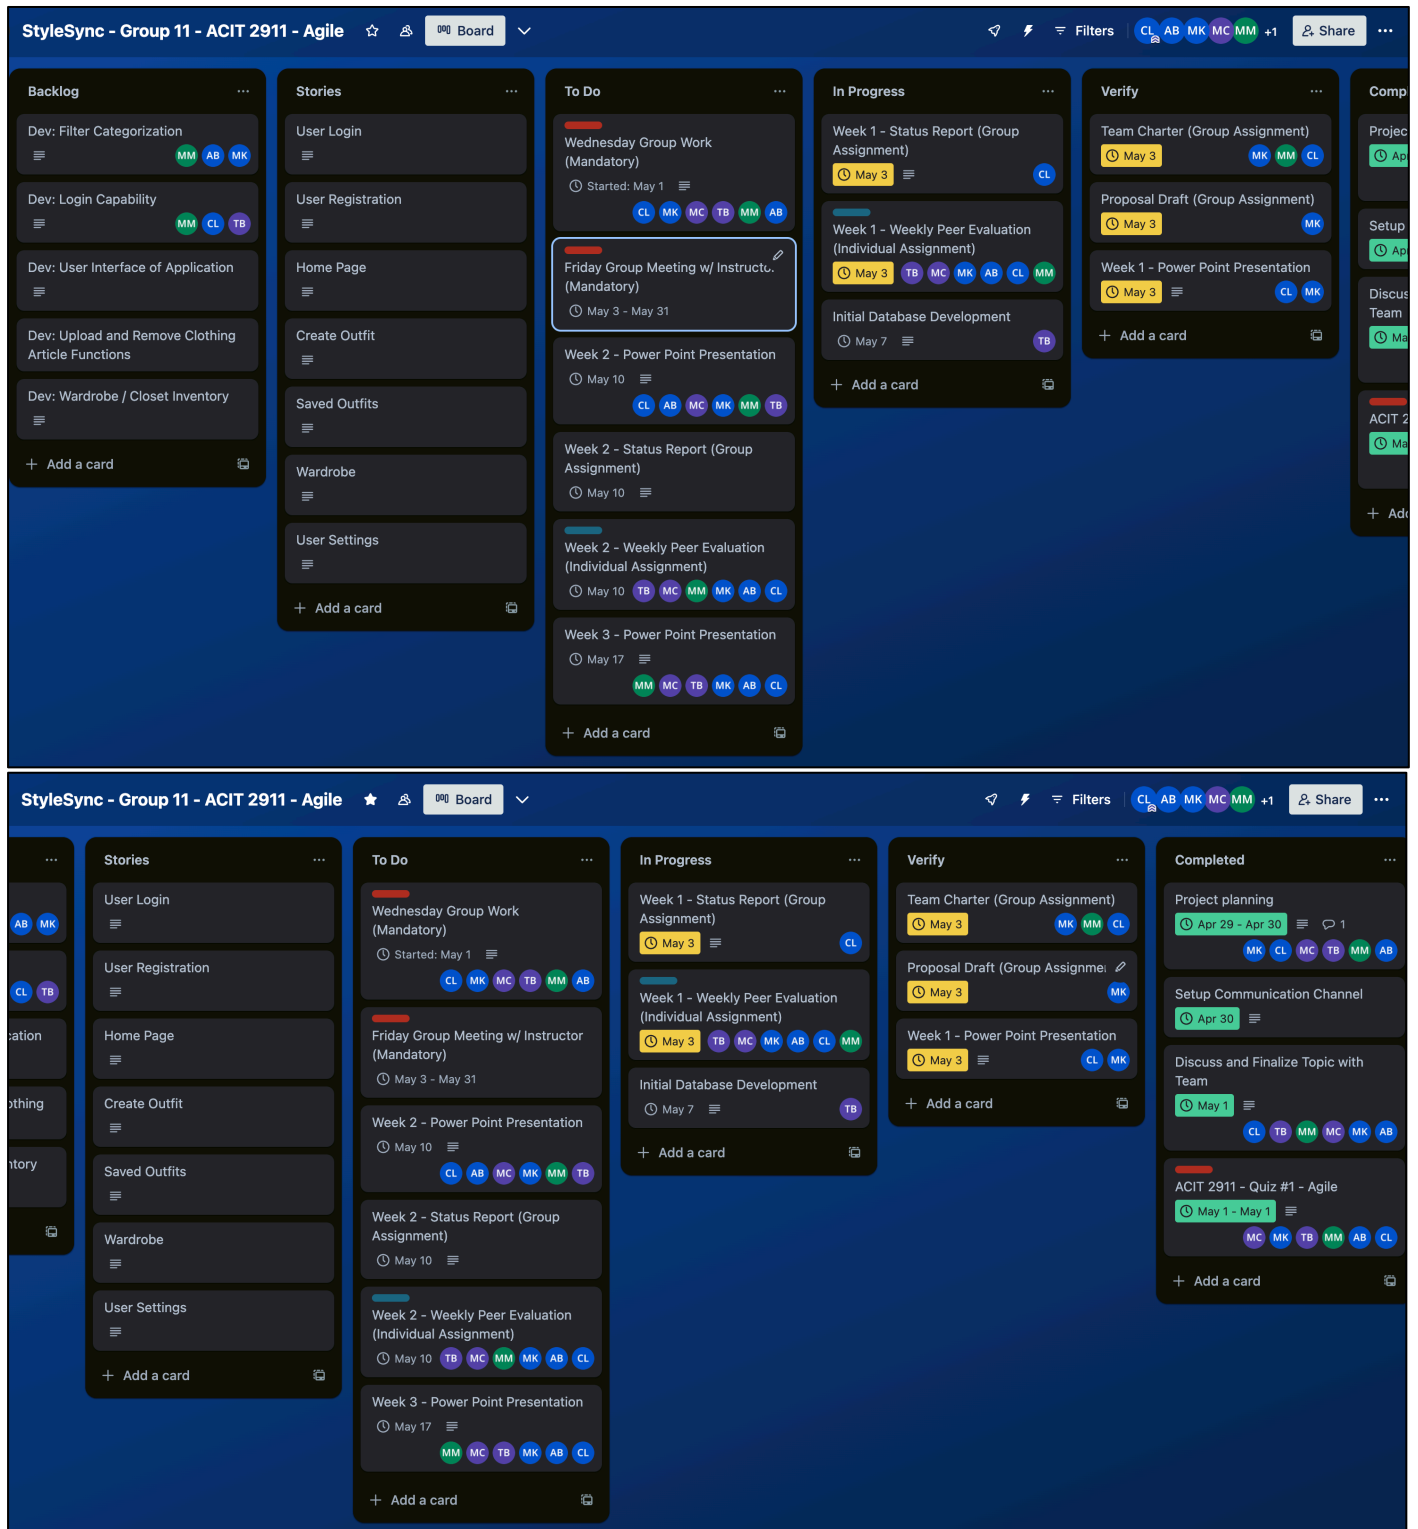 StyleSync - Group 11 - ACIT 2911 - Agile
Board
Filters
CL AB MK MC MM +1
Share
Backlog
Dev: Filter Categorization
MM AB MK
Dev: Login Capability
MM CL TB
Dev: User Interface of Application
Dev: Upload and Remove Clothing
Article Functions
Dev: Wardrobe / Closet Inventory
+ Add a card
Stories
User Login
User Registration
Home Page
Create Outfit
Saved Outfits
Wardrobe
User Settings
+ Add a card
To Do
Wednesday Group Work
(Mandatory)
Started: May 1
CL MK MC TB MM AB
Friday Group Meeting w/ Instructor
(Mandatory)
May 3 - May 31
Week 2 - Power Point Presentation
May 10
CL AB MC MK MM TB
Week 2 - Status Report (Group
Assignment)
May 10
Week 2 - Weekly Peer Evaluation
(Individual Assignment)
May 10 TB MC MM MK AB CL
Week 3 - Power Point Presentation
May 17
MM MC TB MK AB CL
+ Add a card
In Progress
Week 1 - Status Report (Group
Assignment)
May 3 CL
Week 1 - Weekly Peer Evaluation
(Individual Assignment)
May 3 TB MC MK AB CL MM
Initial Database Development
May 7 TB
+ Add a card
Verify
Team Charter (Group Assignment)
May 3 MK MM CL
Proposal Draft (Group Assignment)
May 3 MK
Week 1 - Power Point Presentation
May 3 CL MK
+ Add a card
Comp
Projec
Ap
Setup
Ap
Discus
Team
Ma
ACIT 2
Ma
+ Add
StyleSync - Group 11 - ACIT 2911 - Agile
Board
Filters
CL AB MK MC MM +1
Share
AB MK
CL TB
cation
othing
ntory
Stories
User Login
User Registration
Home Page
Create Outfit
Saved Outfits
Wardrobe
User Settings
+ Add a card
To Do
Wednesday Group Work
(Mandatory)
Started: May 1
CL MK MC TB MM AB
Friday Group Meeting w/ Instructor
(Mandatory)
May 3 - May 31
Week 2 - Power Point Presentation
May 10
CL AB MC MK MM TB
Week 2 - Status Report (Group
Assignment)
May 10
Week 2 - Weekly Peer Evaluation
(Individual Assignment)
May 10 TB MC MM MK AB CL
Week 3 - Power Point Presentation
May 17
MM MC TB MK AB CL
+ Add a card
In Progress
Week 1 - Status Report (Group
Assignment)
May 3 CL
Week 1 - Weekly Peer Evaluation
(Individual Assignment)
May 3 TB MC MK AB CL MM
Initial Database Development
May 7 TB
+ Add a card
Verify
Team Charter (Group Assignment)
May 3 MK MM CL
Proposal Draft (Group Assignme
May 3 MK
Week 1 - Power Point Presentation
May 3 CL MK
+ Add a card
Completed
Project planning
Apr 29 - Apr 30 1
MK CL MC TB MM AB
Setup Communication Channel
Apr 30
Discuss and Finalize Topic with
Team
May 1
CL TB MM MC MK AB
ACIT 2911 - Quiz #1 - Agile
May 1 - May 1
MC MK TB MM AB CL
+ Add a card